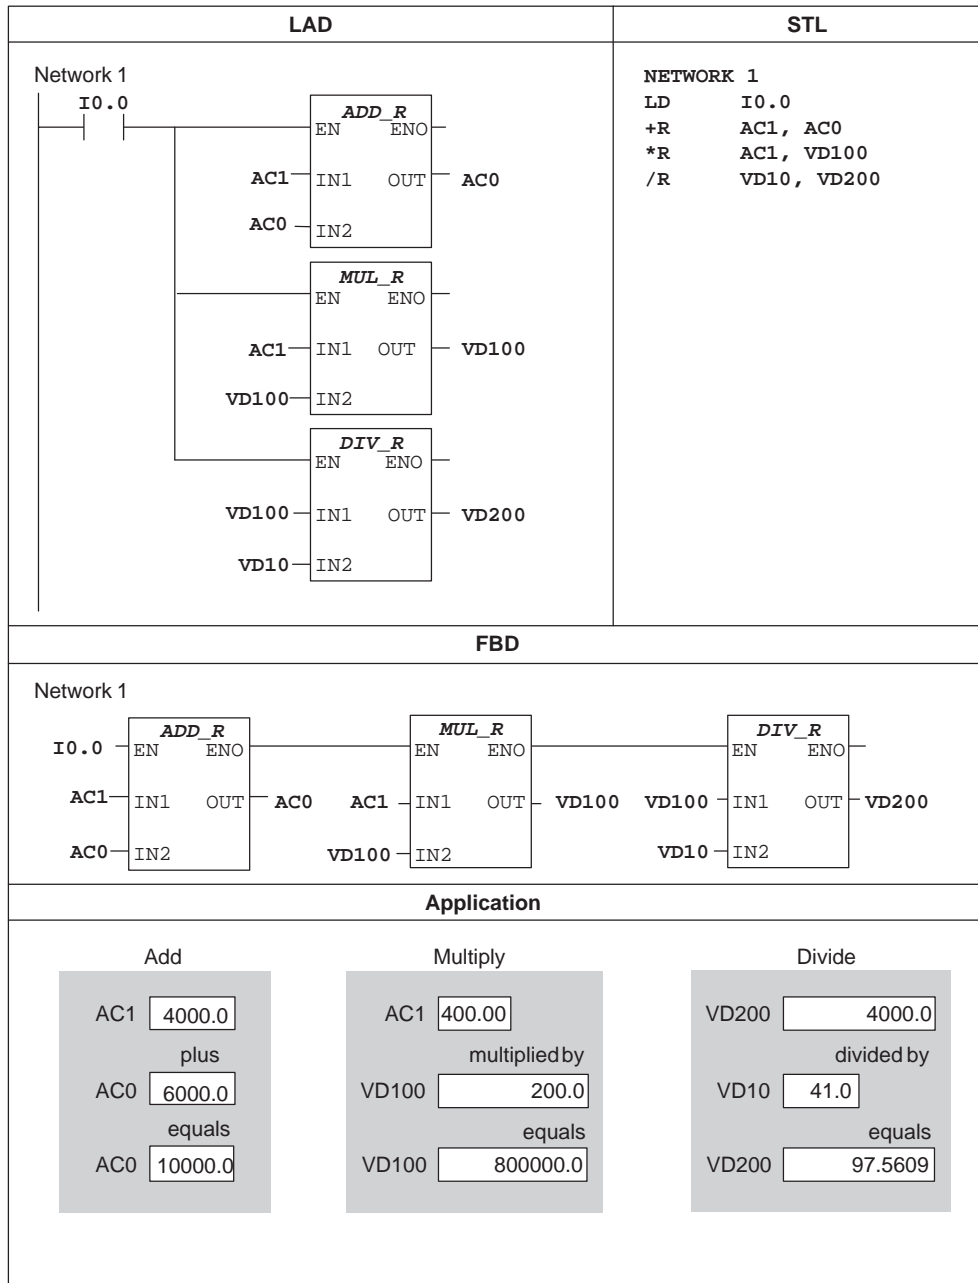 LAD
STL
Network 1
I0.0
ADD_R
EN ENO
AC1 IN1 OUT AC0
AC0 IN2
MUL_R
EN ENO
AC1 IN1 OUT VD100
VD100 IN2
DIV_R
EN ENO
VD100 IN1 OUT VD200
VD10 IN2
NETWORK 1
LD I0.0
+R AC1, AC0
*R AC1, VD100
/R VD10, VD200
FBD
Network 1
ADD_R
I0.0 EN ENO
AC1 IN1 OUT AC0
AC0 IN2
MUL_R
EN ENO
AC1 IN1 OUT VD100
VD100 IN2
DIV_R
EN ENO
VD100 IN1 OUT VD200
VD10 IN2
Application
Add
AC1 4000.0
plus
AC0 6000.0
equals
AC0 10000.0
Multiply
AC1 400.00
multiplied by
VD100 200.0
equals
VD100 800000.0
Divide
VD200 4000.0
divided by
VD10 41.0
equals
VD200 97.5609